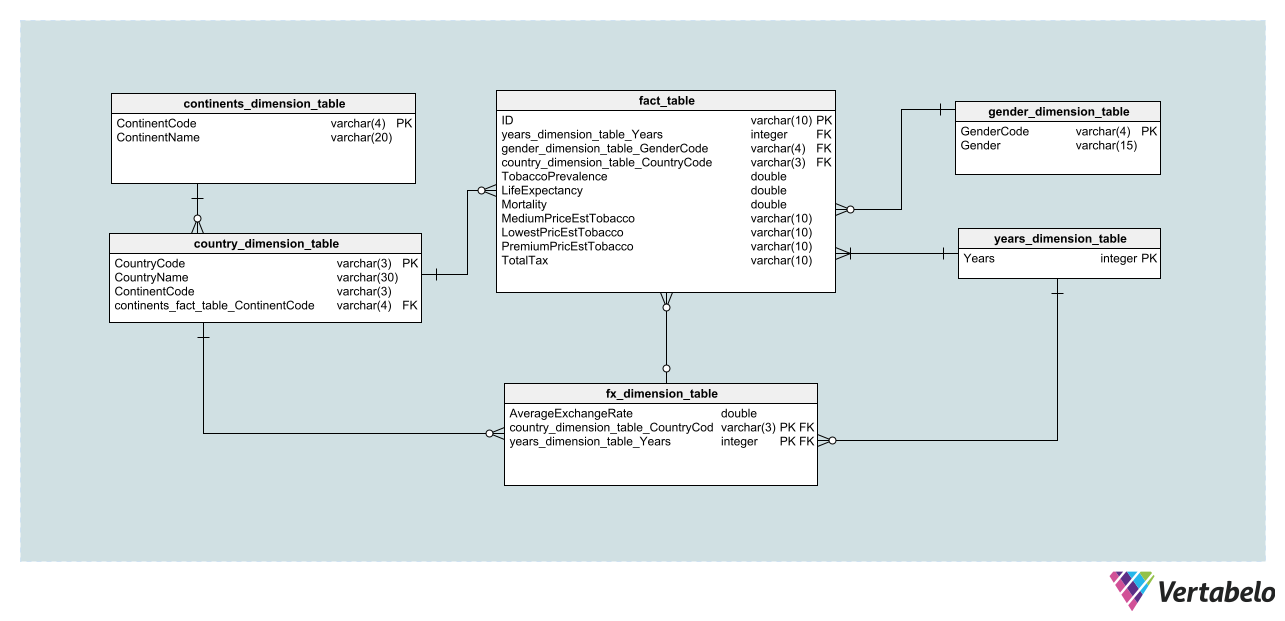 continents_dimension_table
ContinentCode varchar(4) PK
ContinentName varchar(20)
country_dimension_table
CountryCode varchar(3) PK
CountryName varchar(30)
ContinentCode varchar(3)
continents_fact_table_ContinentCode varchar(4) FK
fact_table
ID varchar(10) PK
years_dimension_table_Years integer FK
gender_dimension_table_GenderCode varchar(4) FK
country_dimension_table_CountryCode varchar(3) FK
TobaccoPrevalence double
LifeExpectancy double
Mortality double
MediumPriceEstTobacco varchar(10)
LowestPricEstTobacco varchar(10)
PremiumPricEstTobacco varchar(10)
TotalTax varchar(10)
gender_dimension_table
GenderCode varchar(4) PK
Gender varchar(15)
years_dimension_table
Years integer PK
fx_dimension_table
AverageExchangeRate double
country_dimension_table_CountryCod varchar(3) PK FK
years_dimension_table_Years integer PK FK
Vertabelo